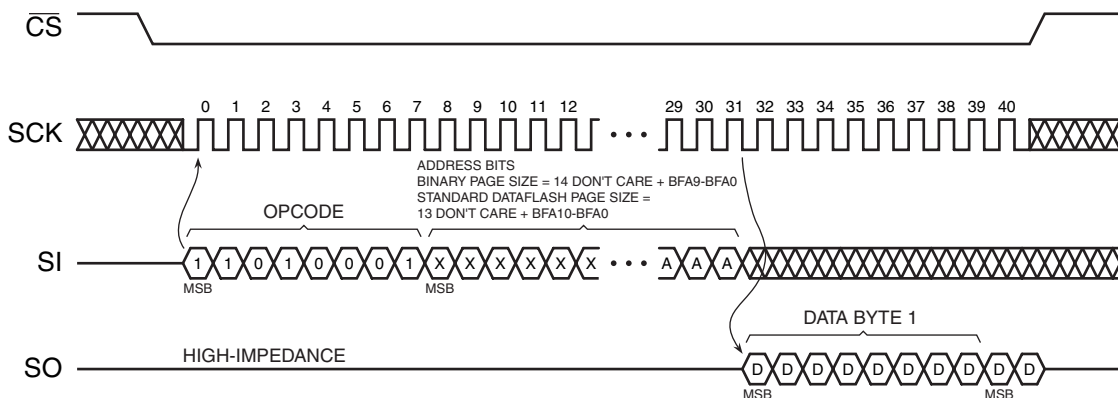 CS
0 1 2 3 4 5 6 7 8 9 10 11 12 29 30 31 32 33 34 35 36 37 38 39 40
SCK
ADDRESS BITS
BINARY PAGE SIZE = 14 DON'T CARE + BFA9-BFA0
STANDARD DATAFLASH PAGE SIZE =
13 DON'T CARE + BFA10-BFA0
OPCODE
SI 1 1 0 1 0 0 0 1 X X X X X X A A A
MSB MSB
DATA BYTE 1
HIGH-IMPEDANCE
SO D D D D D D D D D D
MSB MSB